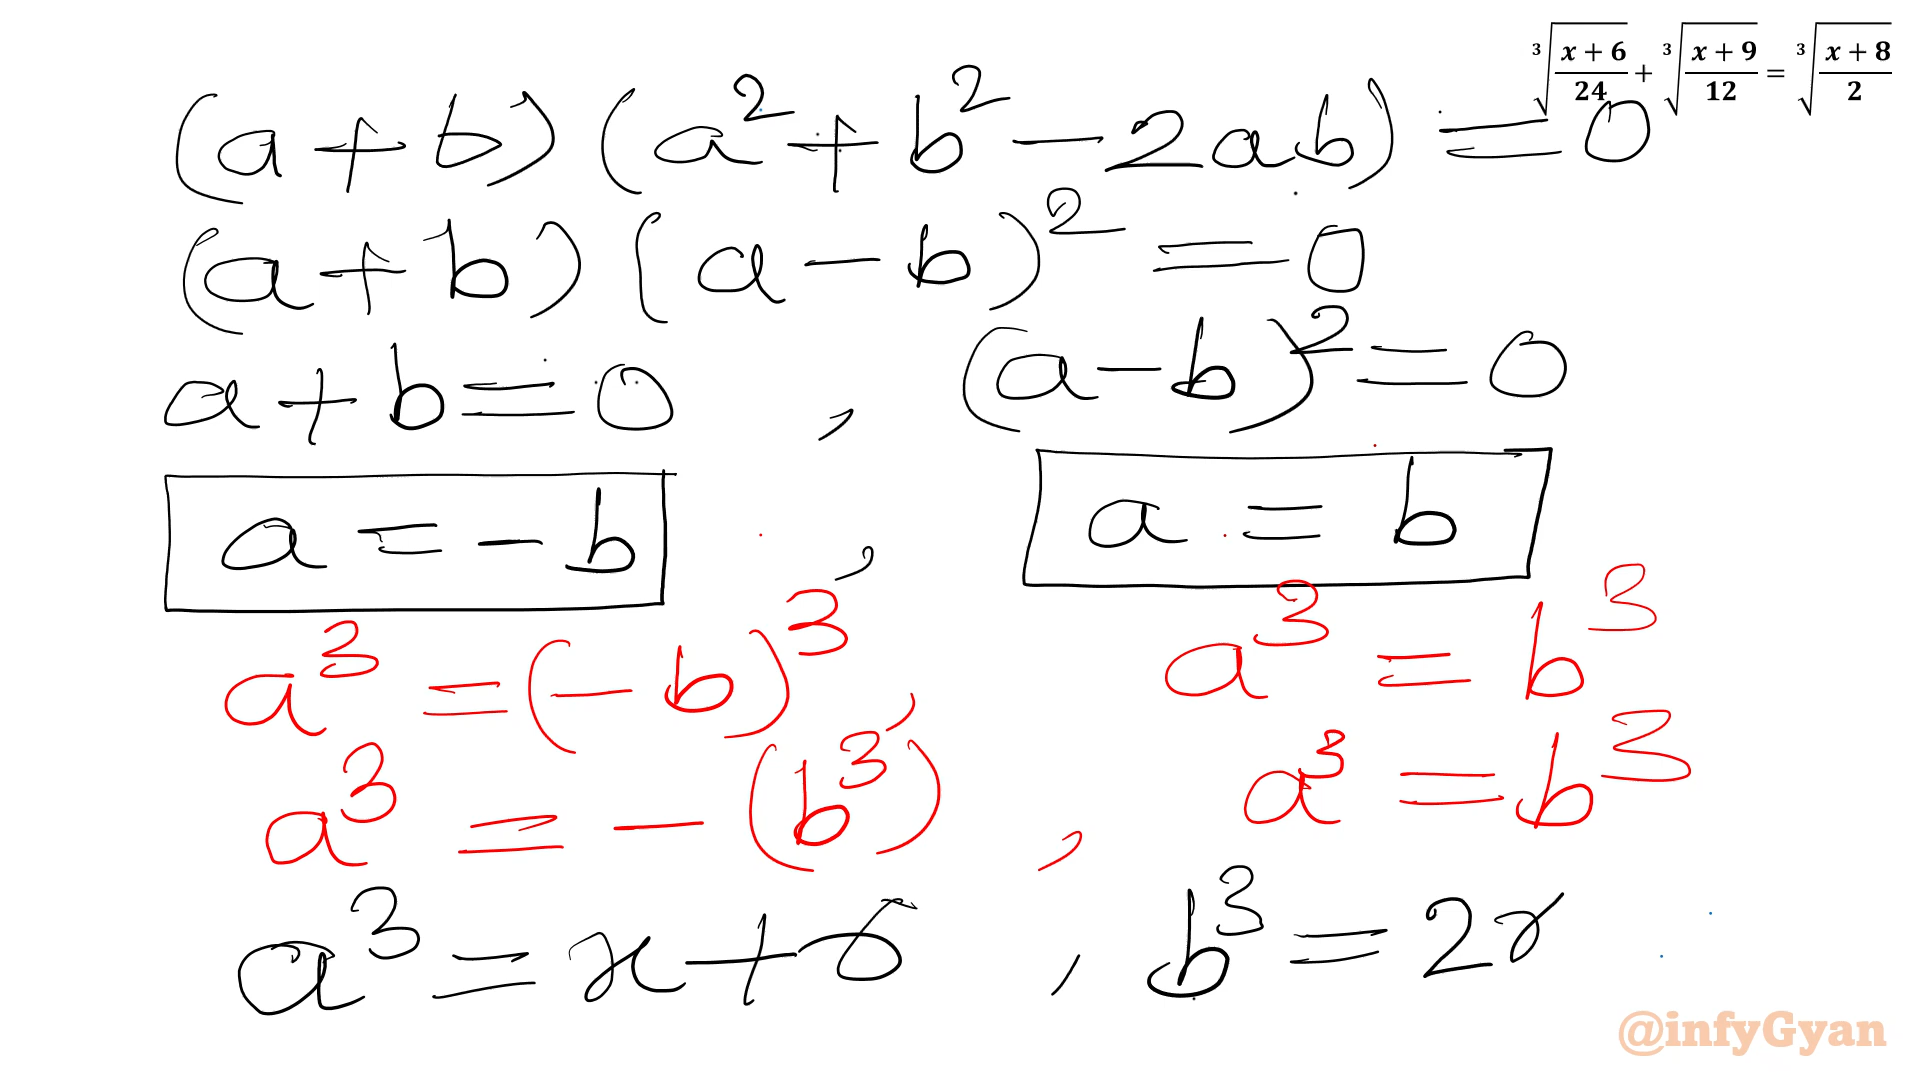 ∛((x + 6)/24) + ∛((x + 9)/12) = ∛((x + 8)/2)
(a + b) (a² + b² − 2ab) = 0
(a + b) (a − b)² = 0
a + b = 0 , (a − b)² = 0
a = − b , a = b
a³ = (− b)³ , a³ = b³
a³ = − (b³) , a³ = b³
a³ = x + 6 , b³ = 2
@infyGyan